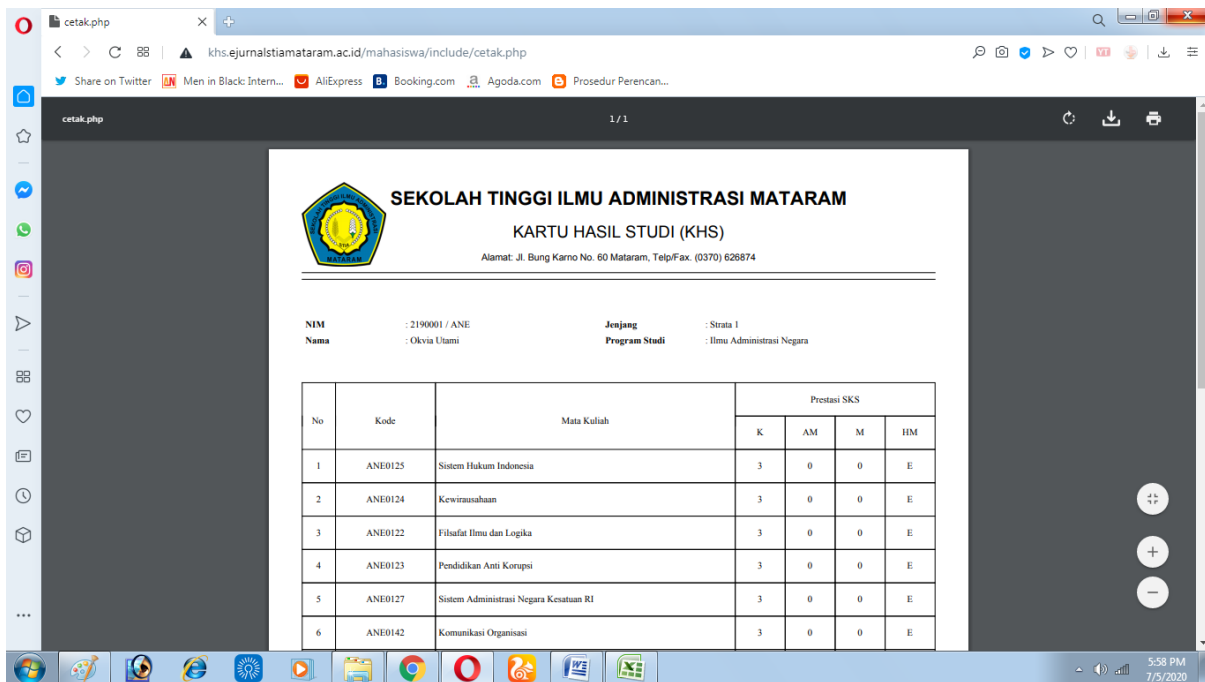 cetak.php
khs.ejurnalstiamataram.ac.id/mahasiswa/include/cetak.php
Share on Twitter Men in Black: Intern... AliExpress Booking.com Agoda.com Prosedur Perencan...
cetak.php 1 / 1
SEKOLAH TINGGI ILMU ADMINISTRASI MATARAM
KARTU HASIL STUDI (KHS)
Alamat: Jl. Bung Karno No. 60 Mataram, Telp/Fax. (0370) 626874
NIM : 2190001 / ANE Jenjang : Strata 1
Nama : Okvia Utami Program Studi : Ilmu Administrasi Negara
No Kode Mata Kuliah Prestasi SKS
K AM M HM
1 ANE0125 Sistem Hukum Indonesia 3 0 0 E
2 ANE0124 Kewirausahaan 3 0 0 E
3 ANE0122 Filsafat Ilmu dan Logika 3 0 0 E
4 ANE0123 Pendidikan Anti Korupsi 3 0 0 E
5 ANE0127 Sistem Administrasi Negara Kesatuan RI 3 0 0 E
6 ANE0142 Komunikasi Organisasi 3 0 0 E
5:58 PM
7/5/2020